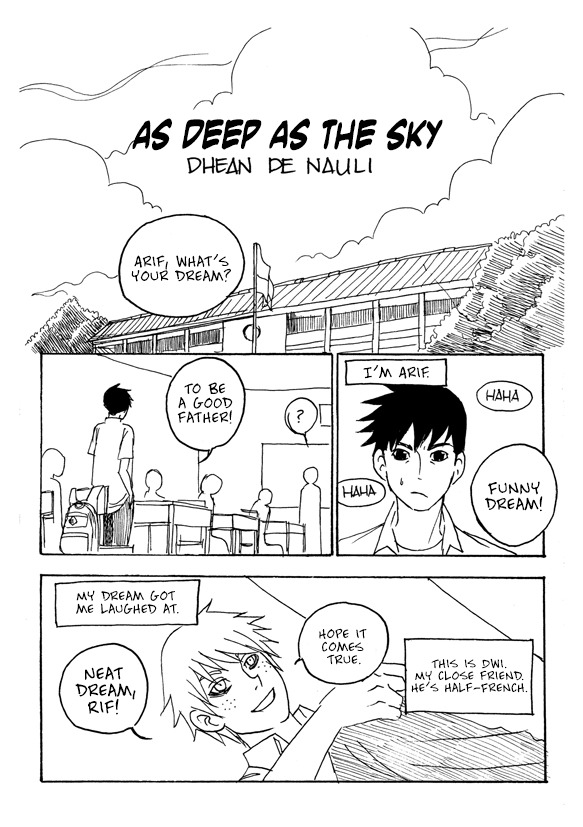 AS DEEP AS THE SKY
DHEAN DE NAULI
ARIF, WHAT'S
YOUR DREAM?
TO BE
A GOOD
FATHER!
?
I'M ARIF.
HAHA
HAHA
FUNNY
DREAM!
MY DREAM GOT
ME LAUGHED AT.
NEAT
DREAM,
RIF!
HOPE IT
COMES
TRUE.
THIS IS DWI.
MY CLOSE FRIEND.
HE'S HALF-FRENCH.